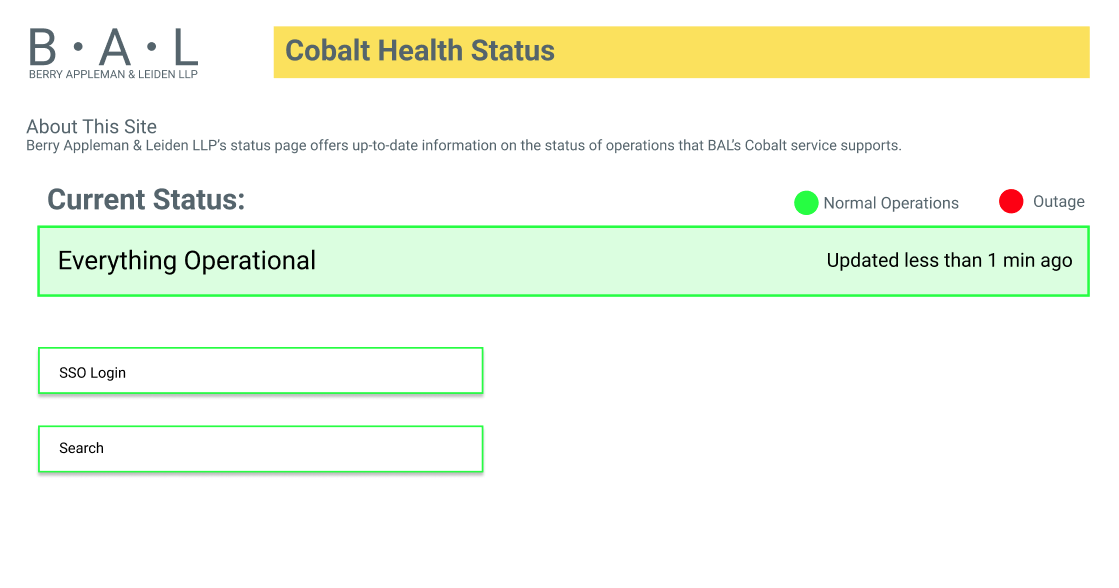 B • A • L
BERRY APPLEMAN & LEIDEN LLP
Cobalt Health Status
About This Site
Berry Appleman & Leiden LLP's status page offers up-to-date information on the status of operations that BAL's Cobalt service supports.
Current Status:
Normal Operations
Outage
Everything Operational
Updated less than 1 min ago
SSO Login
Search